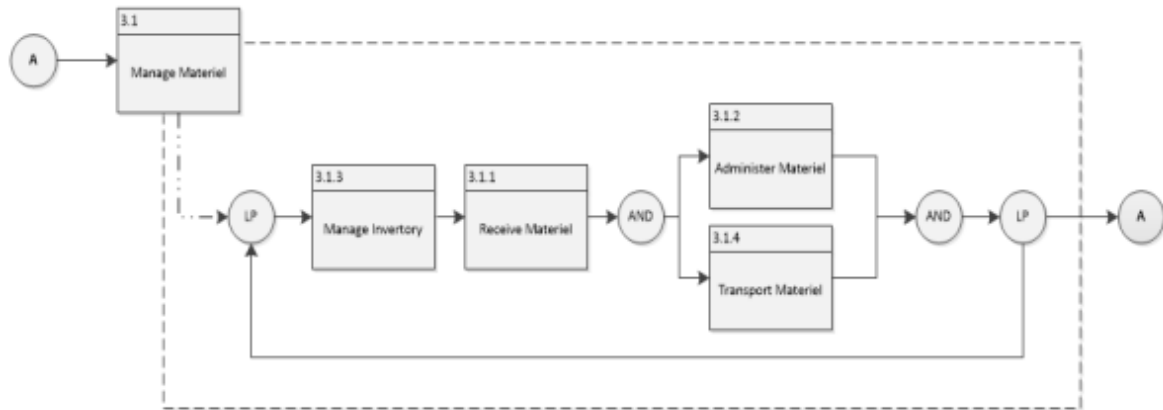 3.1
A
Manage Materiel
3.1.2
Administer Materiel
3.1.3
3.1.1
LP
Manage Invertory
Receive Materiel
AND
AND
LP
A
3.1.4
Transport Materiel